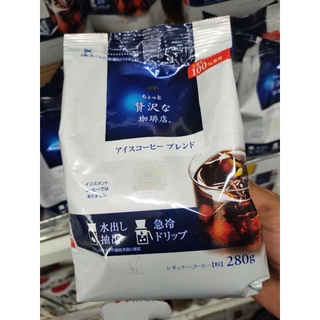 100%
ちょっと
贅沢な
珈琲店®
アイスコーヒー ブレンド
インスタント
コーヒーでは
ありません
水出し
抽出
急冷
ドリップ
レギュラー・コーヒー【粉】 280g